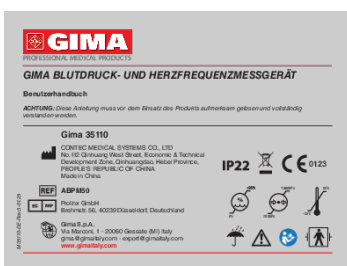 GIMA
PROFESSIONAL MEDICAL PRODUCTS
GIMA BLUTDRUCK- UND HERZFREQUENZMESSGERÄT
Benutzerhandbuch
ACHTUNG: Diese Anleitung muss vor dem Einsatz des Produkts aufmerksam gelesen und vollständig
verstanden werden.
Gima 35110
CONTEC MEDICAL SYSTEMS CO., LTD
No.112 Qinhuang West Street, Economic & Technical
Development Zone, Qinhuangdao, Hebei Province,
PEOPLE'S REPUBLIC OF CHINA
Made in China
REF ABPM50
EC REP
Prolinx GmbH
Brehmstr. 56, 40239 Düsseldorf, Deutschland
Gima S.p.A.
Via Marconi, 1 - 20060 Gessate (MI) Italy
gima@gimaitaly.com - export@gimaitaly.com
www.gimaitaly.com
IP22
CE 0123